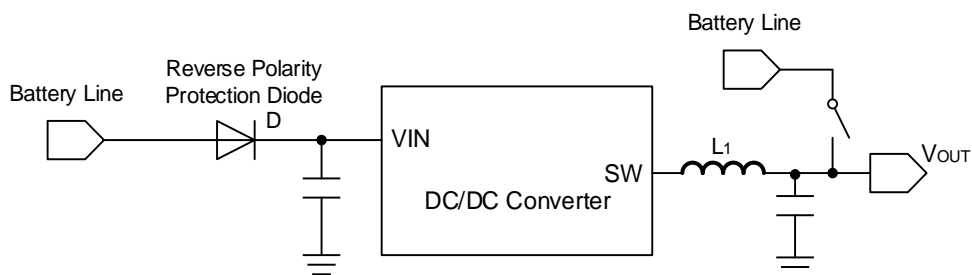 Battery Line
Reverse Polarity
Protection Diode
D
Battery Line
VIN
SW
DC/DC Converter
L1
VOUT